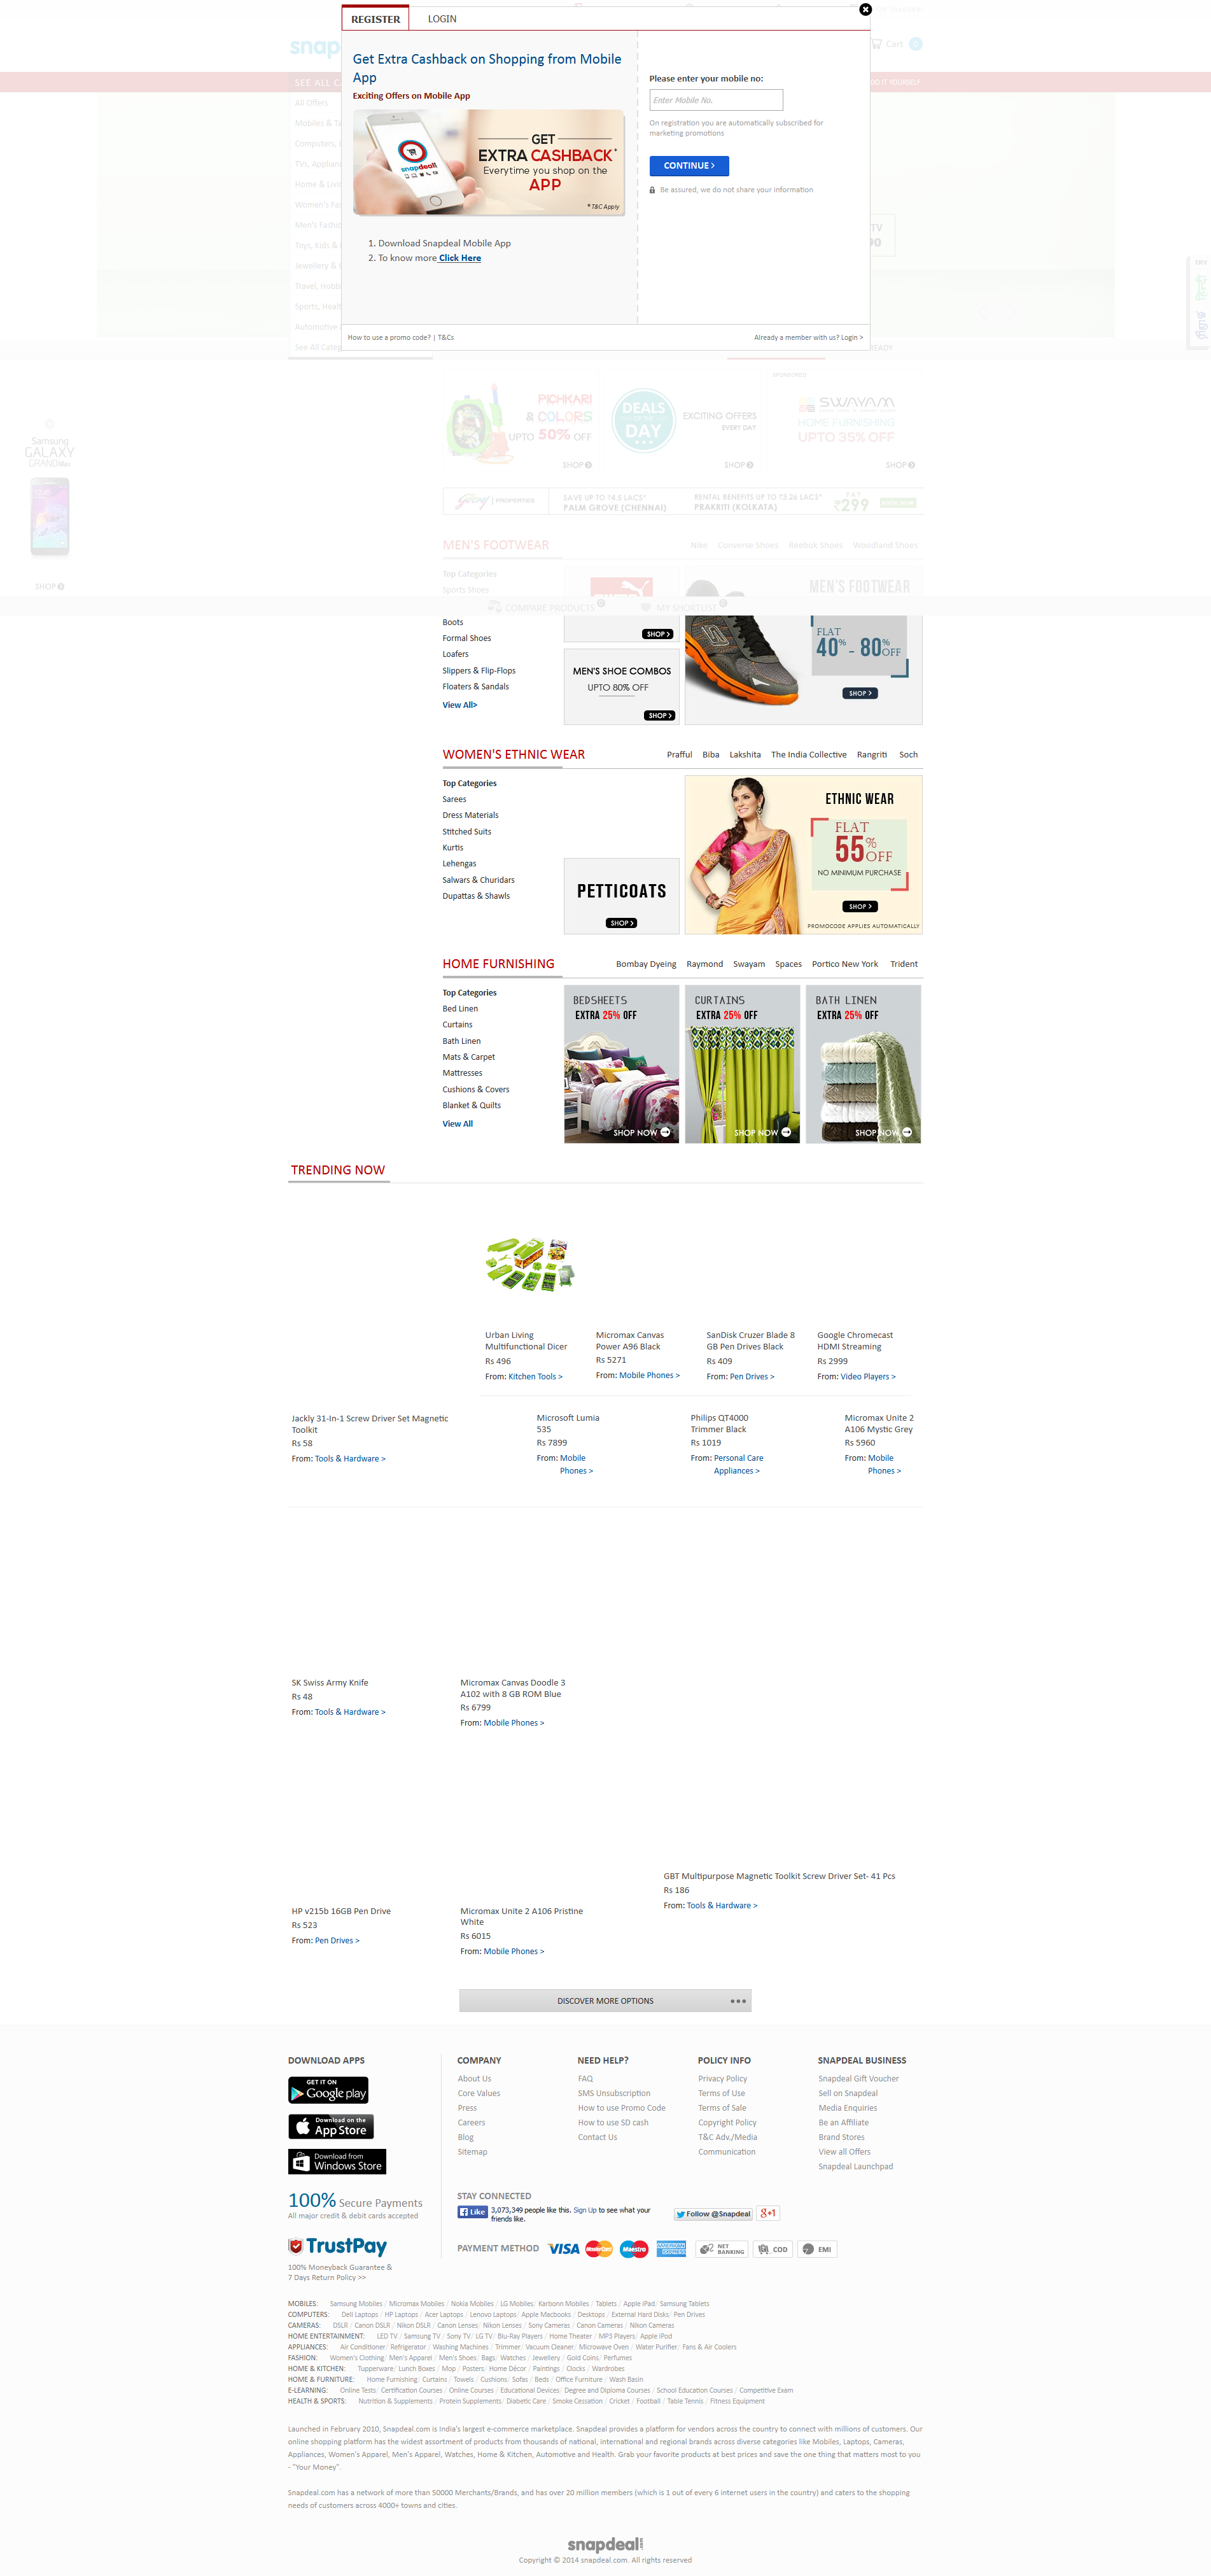 REGISTER
LOGIN
Get Extra Cashback on Shopping from Mobile
App
Exciting Offers on Mobile App
GET
EXTRA CASHBACK*
Everytime you shop on the
APP
*T&C Apply
snapdeal
1. Download Snapdeal Mobile App
2. To know more Click Here
Please enter your mobile no:
Enter Mobile No.
On registration you are automatically subscribed for
marketing promotions
CONTINUE >
Be assured, we do not share your information
How to use a promo code? | T&Cs
Already a member with us? Login >
snap
Cart
SEE ALL
DO IT YOURSELF
All Offers
Mobiles &
Computers,
TVs,
Home &
Women's
Men's
Toys, Kids &
Jewellery &
Travel,
Sports,
Automotive
See All
TV
Samsung
GALAXY
GRAND Max
SHOP
PICHKARI
& COLORS
UPTO 50% OFF
SHOP
DEALS
DAY
EXCITING OFFERS
EVERY DAY
SHOP
SPONSORED
SWAYAM
HOME FURNISHING
UPTO 35% OFF
SHOP
Godrej | PROPERTIES
SAVE UP TO ₹4.5 LACS*
PALM GROVE (CHENNAI)
RENTAL BENEFITS UP TO ₹3.26 LACS*
PRAKRITI (KOLKATA)
PAY
₹299
MEN'S FOOTWEAR
Nike Converse Shoes Reebok Shoes Woodland Shoes
Top Categories
Sports Shoes
MEN'S FOOTWEAR
COMPARE PRODUCTS 0
MY SHORTLIST 0
Boots
Formal Shoes
Loafers
Slippers & Flip-Flops
Floaters & Sandals
View All>
SHOP >
MEN'S SHOE COMBOS
UPTO 80% OFF
SHOP >
FLAT
40% - 80% OFF
SHOP >
WOMEN'S ETHNIC WEAR
Prafful Biba Lakshita The India Collective Rangriti Soch
Top Categories
Sarees
Dress Materials
Stitched Suits
Kurtis
Lehengas
Salwars & Churidars
Dupattas & Shawls
PETTICOATS
SHOP >
ETHNIC WEAR
FLAT
55% OFF
NO MINIMUM PURCHASE
SHOP >
PROMOCODE APPLIES AUTOMATICALLY
HOME FURNISHING
Bombay Dyeing Raymond Swayam Spaces Portico New York Trident
Top Categories
Bed Linen
Curtains
Bath Linen
Mats & Carpet
Mattresses
Cushions & Covers
Blanket & Quilts
View All
BEDSHEETS
EXTRA 25% OFF
SHOP NOW
CURTAINS
EXTRA 25% OFF
SHOP NOW
BATH LINEN
EXTRA 25% OFF
SHOP NOW
TRENDING NOW
Urban Living
Multifunctional Dicer
Rs 496
From: Kitchen Tools >
Micromax Canvas
Power A96 Black
Rs 5271
From: Mobile Phones >
SanDisk Cruzer Blade 8
GB Pen Drives Black
Rs 409
From: Pen Drives >
Google Chromecast
HDMI Streaming
Rs 2999
From: Video Players >
Jackly 31-In-1 Screw Driver Set Magnetic
Toolkit
Rs 58
From: Tools & Hardware >
Microsoft Lumia
535
Rs 7899
From: Mobile
Phones >
Philips QT4000
Trimmer Black
Rs 1019
From: Personal Care
Appliances >
Micromax Unite 2
A106 Mystic Grey
Rs 5960
From: Mobile
Phones >
SK Swiss Army Knife
Rs 48
From: Tools & Hardware >
Micromax Canvas Doodle 3
A102 with 8 GB ROM Blue
Rs 6799
From: Mobile Phones >
GBT Multipurpose Magnetic Toolkit Screw Driver Set- 41 Pcs
Rs 186
From: Tools & Hardware >
HP v215b 16GB Pen Drive
Rs 523
From: Pen Drives >
Micromax Unite 2 A106 Pristine
White
Rs 6015
From: Mobile Phones >
DISCOVER MORE OPTIONS
DOWNLOAD APPS
GET IT ON
Google play
Download on the
App Store
Download from
Windows Store
100% Secure Payments
All major credit & debit cards accepted
TrustPay
100% Moneyback Guarantee &
7 Days Return Policy >>
COMPANY
About Us
Core Values
Press
Careers
Blog
Sitemap
NEED HELP?
FAQ
SMS Unsubscription
How to use Promo Code
How to use SD cash
Contact Us
POLICY INFO
Privacy Policy
Terms of Use
Terms of Sale
Copyright Policy
T&C Adv./Media
Communication
SNAPDEAL BUSINESS
Snapdeal Gift Voucher
Sell on Snapdeal
Media Enquiries
Be an Affiliate
Brand Stores
View all Offers
Snapdeal Launchpad
STAY CONNECTED
Like 3,073,349 people like this. Sign Up to see what your
friends like.
Follow @Snapdeal
g+1
PAYMENT METHOD VISA MasterCard Maestro AMERICAN EXPRESS NET BANKING COD EMI
MOBILES: Samsung Mobiles / Micromax Mobiles / Nokia Mobiles / LG Mobiles / Karbonn Mobiles / Tablets / Apple iPad / Samsung Tablets
COMPUTERS: Dell Laptops / HP Laptops / Acer Laptops / Lenovo Laptops / Apple Macbooks / Desktops / External Hard Disks / Pen Drives
CAMERAS: DSLR / Canon DSLR / Nikon DSLR / Canon Lenses / Nikon Lenses / Sony Cameras / Canon Cameras / Nikon Cameras
HOME ENTERTAINMENT: LED TV / Samsung TV / Sony TV / LG TV / Blu-Ray Players / Home Theater / MP3 Players / Apple iPod
APPLIANCES: Air Conditioner / Refrigerator / Washing Machines / Trimmer / Vacuum Cleaner / Microwave Oven / Water Purifier / Fans & Air Coolers
FASHION: Women's Clothing / Men's Apparel / Men's Shoes / Bags / Watches / Jewellery / Gold Coins / Perfumes
HOME & KITCHEN: Tupperware / Lunch Boxes / Mop / Posters / Home Décor / Paintings / Clocks / Wardrobes
HOME & FURNITURE: Home Furnishing / Curtains / Towels / Cushions / Sofas / Beds / Office Furniture / Wash Basin
E-LEARNING: Online Tests / Certification Courses / Online Courses / Educational Devices / Degree and Diploma Courses / School Education Courses / Competitive Exam
HEALTH & SPORTS: Nutrition & Supplements / Protein Supplements / Diabetic Care / Smoke Cessation / Cricket / Football / Table Tennis / Fitness Equipment
Launched in February 2010, Snapdeal.com is India's largest e-commerce marketplace. Snapdeal provides a platform for vendors across the country to connect with millions of customers. Our
online shopping platform has the widest assortment of products from thousands of national, international and regional brands across diverse categories like Mobiles, Laptops, Cameras,
Appliances, Women's Apparel, Men's Apparel, Watches, Home & Kitchen, Automotive and Health. Grab your favorite products at best prices and save the one thing that matters most to you
- "Your Money".
Snapdeal.com has a network of more than 50000 Merchants/Brands, and has over 20 million members (which is 1 out of every 6 internet users in the country) and caters to the shopping
needs of customers across 4000+ towns and cities.
snapdeal.com
Copyright © 2014 snapdeal.com. All rights reserved